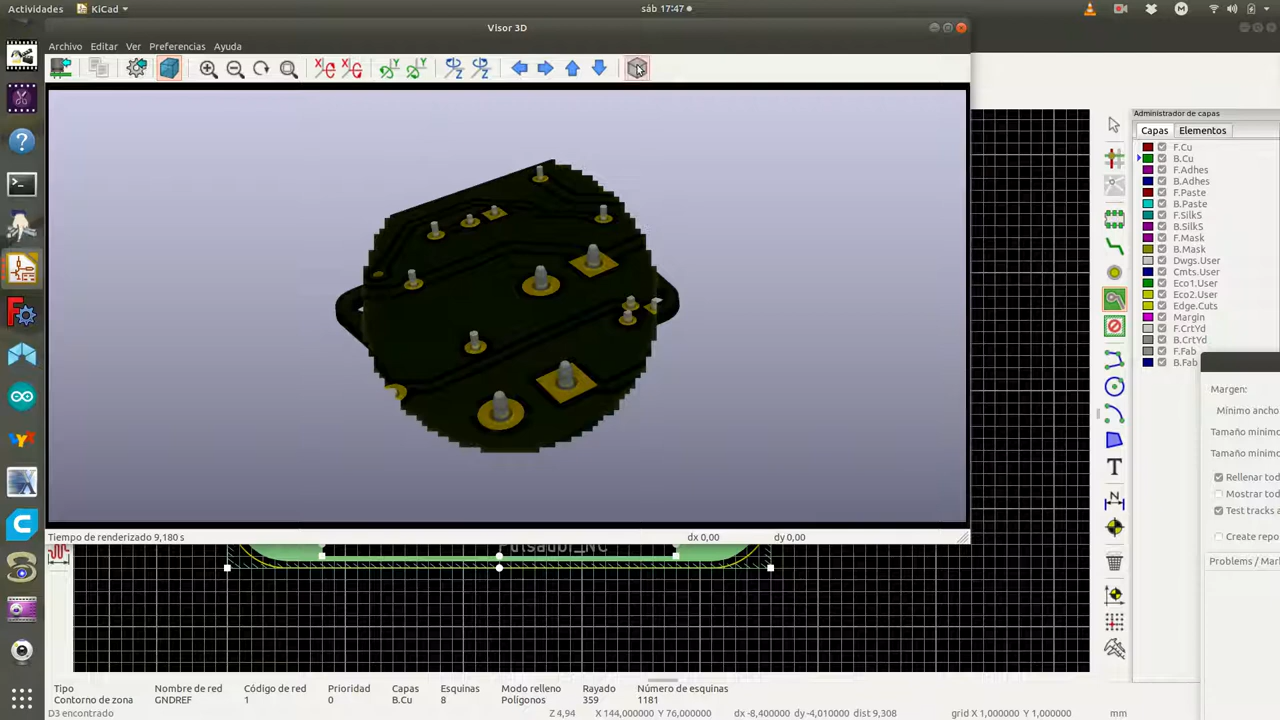 Actividades
KiCad
sáb 17:47
Visor 3D
Archivo Editar Ver Preferencias Ayuda
Administrador de capas
Capas Elementos
F.Cu
B.Cu
F.Adhes
B.Adhes
F.Paste
B.Paste
F.SilkS
B.SilkS
F.Mask
B.Mask
Dwgs.User
Cmts.User
Eco1.User
Eco2.User
Edge.Cuts
Margin
F.CrtYd
B.CrtYd
F.Fab
B.Fab
Margen:
Mínimo ancho
Tamaño mínimo
Tamaño mínimo
Rellenar tod
Mostrar tod
Test tracks a
Create repo
Problems / Mark
Tiempo de renderizado 9,180 s
dx 0,00
dy 0,00
Pulsador_NC
Tipo
Contorno de zona
Nombre de red
GNDREF
Código de red
1
Prioridad
0
Capas
B.Cu
Esquinas
8
Modo relleno
Polígonos
Rayado
359
Número de esquinas
1181
D3 encontrado
Z 4,94
X 144,000000 Y 76,000000
dx -8,400000 dy -4,010000 dist 9,308
grid X 1,000000 Y 1,000000
mm